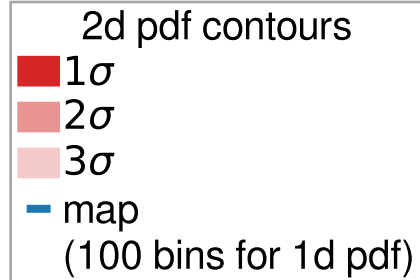 2d pdf contours
1σ
2σ
3σ
map
(100 bins for 1d pdf)